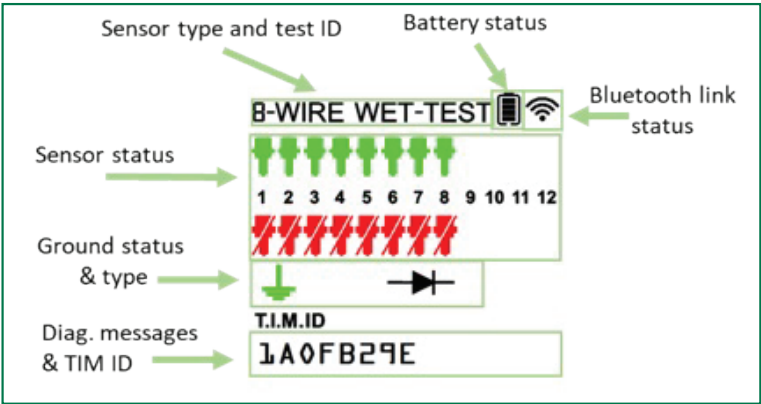 Sensor type and test ID
Battery status
8-WIRE WET-TEST
Bluetooth link
status
Sensor status
1 2 3 4 5 6 7 8 9 10 11 12
Ground status
& type
T.I.M.ID
Diag. messages
& TIM ID
1A0FB29E